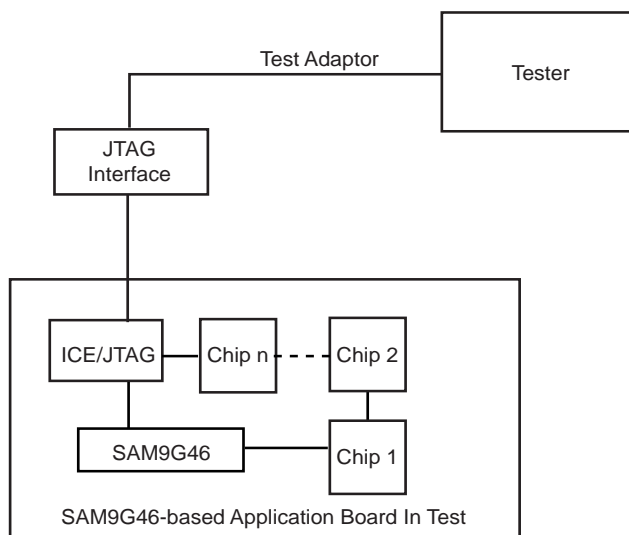 Test Adaptor
Tester
JTAG
Interface
ICE/JTAG
Chip n
Chip 2
SAM9G46
Chip 1
SAM9G46-based Application Board In Test